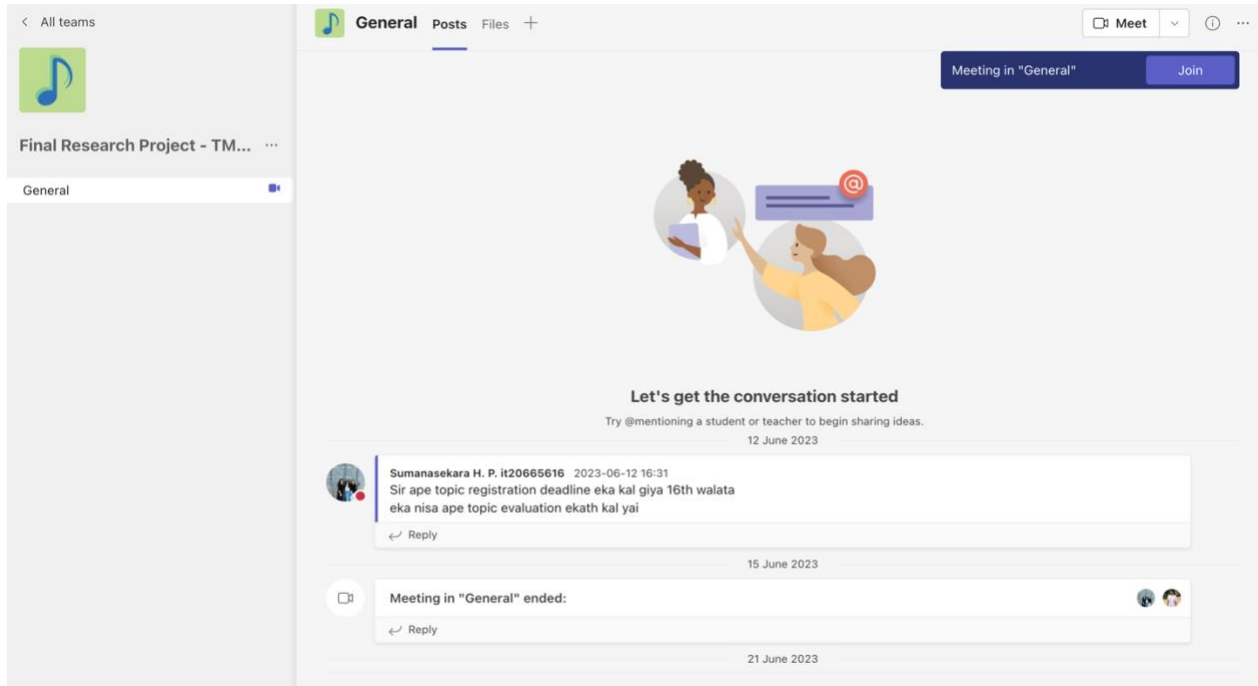 All teams
Final Research Project - TM... ...
General
General Posts Files +
Meet
...
Meeting in "General" Join
@
Let's get the conversation started
Try @mentioning a student or teacher to begin sharing ideas.
12 June 2023
Sumanasekara H. P. it20665616 2023-06-12 16:31
Sir ape topic registration deadline eka kal giya 16th walata
eka nisa ape topic evaluation ekath kal yai
Reply
15 June 2023
Meeting in "General" ended:
Reply
21 June 2023